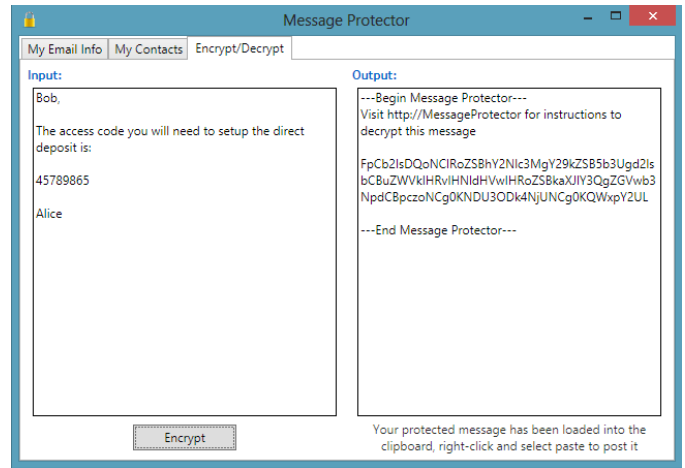 Message Protector
My Email Info
My Contacts
Encrypt/Decrypt
Input:
Bob,
The access code you will need to setup the direct
deposit is:
45789865
Alice
Encrypt
Output:
---Begin Message Protector---
Visit http://MessageProtector for instructions to
decrypt this message
FpCb2IsDQoNClRoZSBhY2Nlc3MgY29kZSB5b3Ugd2ls
bCBuZWVkIHRvIHNldHVwIHRoZSBkaXJlY3QgZGVwb3
NpdCBpczoNCg0KNDU3ODk4NjUNCg0KQWxpY2UL
---End Message Protector---
Your protected message has been loaded into the
clipboard, right-click and select paste to post it